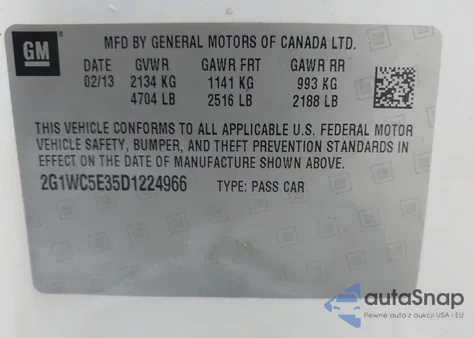 GM
MFD BY GENERAL MOTORS OF CANADA LTD.
DATE GVWR GAWR FRT GAWR RR
02/13 2134 KG 1141 KG 993 KG
4704 LB 2516 LB 2188 LB
THIS VEHICLE CONFORMS TO ALL APPLICABLE U.S. FEDERAL MOTOR
VEHICLE SAFETY, BUMPER, AND THEFT PREVENTION STANDARDS IN
EFFECT ON THE DATE OF MANUFACTURE SHOWN ABOVE.
2G1WC5E35D1224966 TYPE: PASS CAR
autoSnap
Pewne auta z aukcji USA i EU